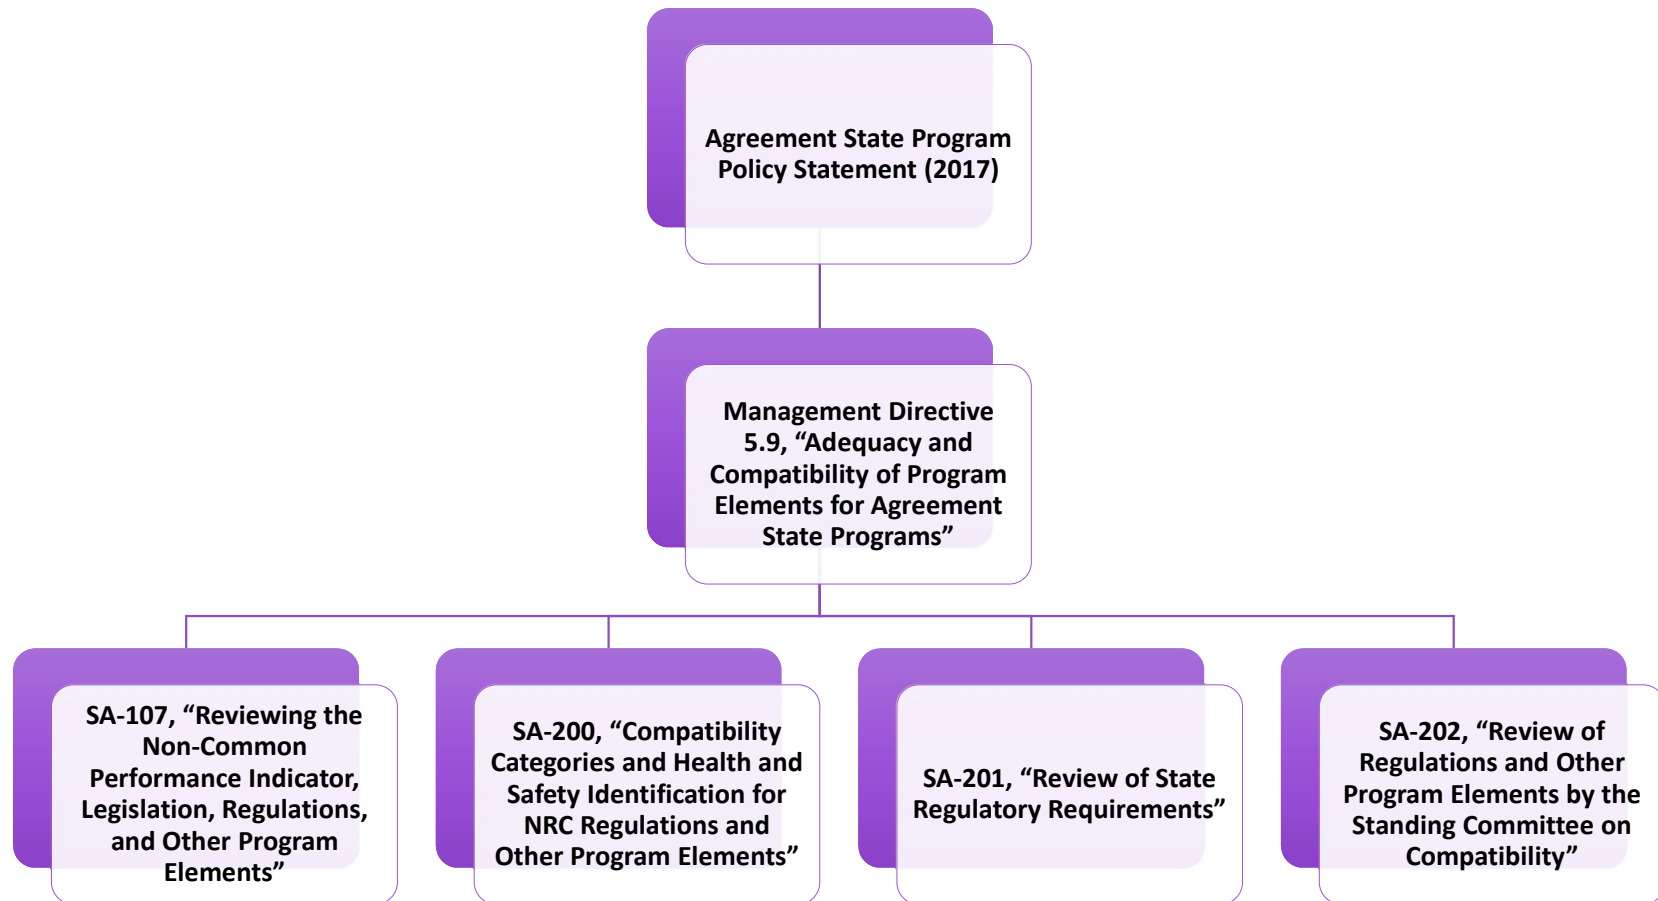 Agreement State Program
Policy Statement (2017)
Management Directive
5.9, “Adequacy and
Compatibility of Program
Elements for Agreement
State Programs”
SA-107, “Reviewing the
Non-Common
Performance Indicator,
Legislation, Regulations,
and Other Program
Elements”
SA-200, “Compatibility
Categories and Health and
Safety Identification for
NRC Regulations and
Other Program Elements”
SA-201, “Review of State
Regulatory Requirements”
SA-202, “Review of
Regulations and Other
Program Elements by the
Standing Committee on
Compatibility”